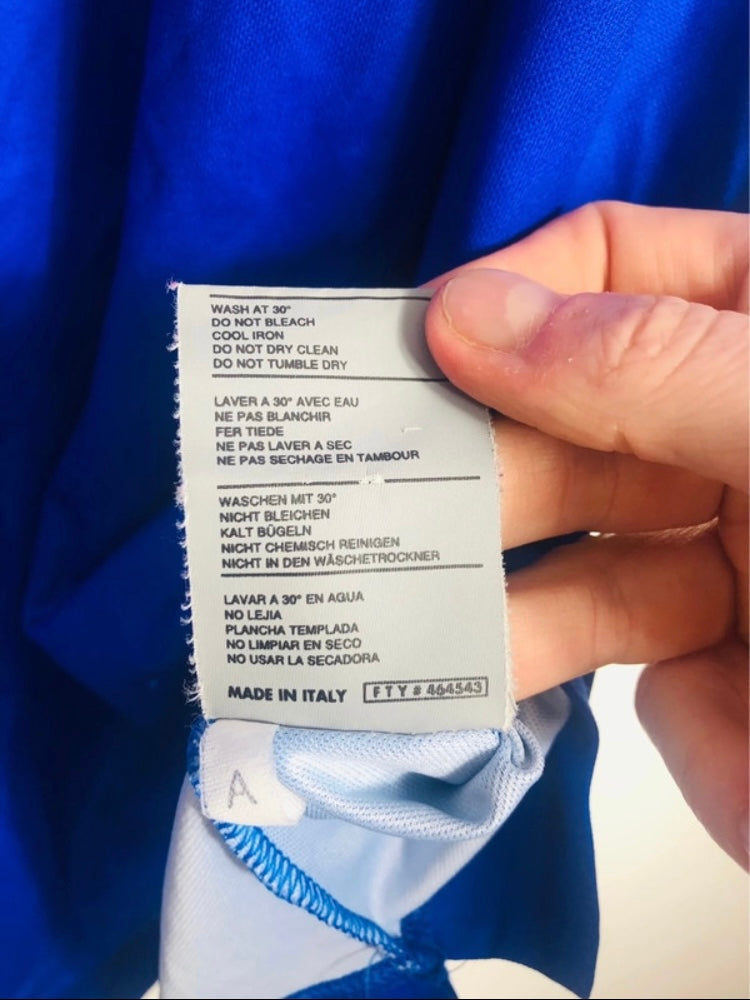 WASH AT 30°
DO NOT BLEACH
COOL IRON
DO NOT DRY CLEAN
DO NOT TUMBLE DRY
LAVER A 30° AVEC EAU
NE PAS BLANCHIR
FER TIEDE
NE PAS LAVER A SEC
NE PAS SECHAGE EN TAMBOUR
WASCHEN MIT 30°
NICHT BLEICHEN
KALT BÜGELN
NICHT CHEMISCH REINIGEN
NICHT IN DEN WÄSCHETROCKNER
LAVAR A 30° EN AGUA
NO LEJIA
PLANCHA TEMPLADA
NO LIMPIAR EN SECO
NO USAR LA SECADORA
MADE IN ITALY FTY # 464543
A